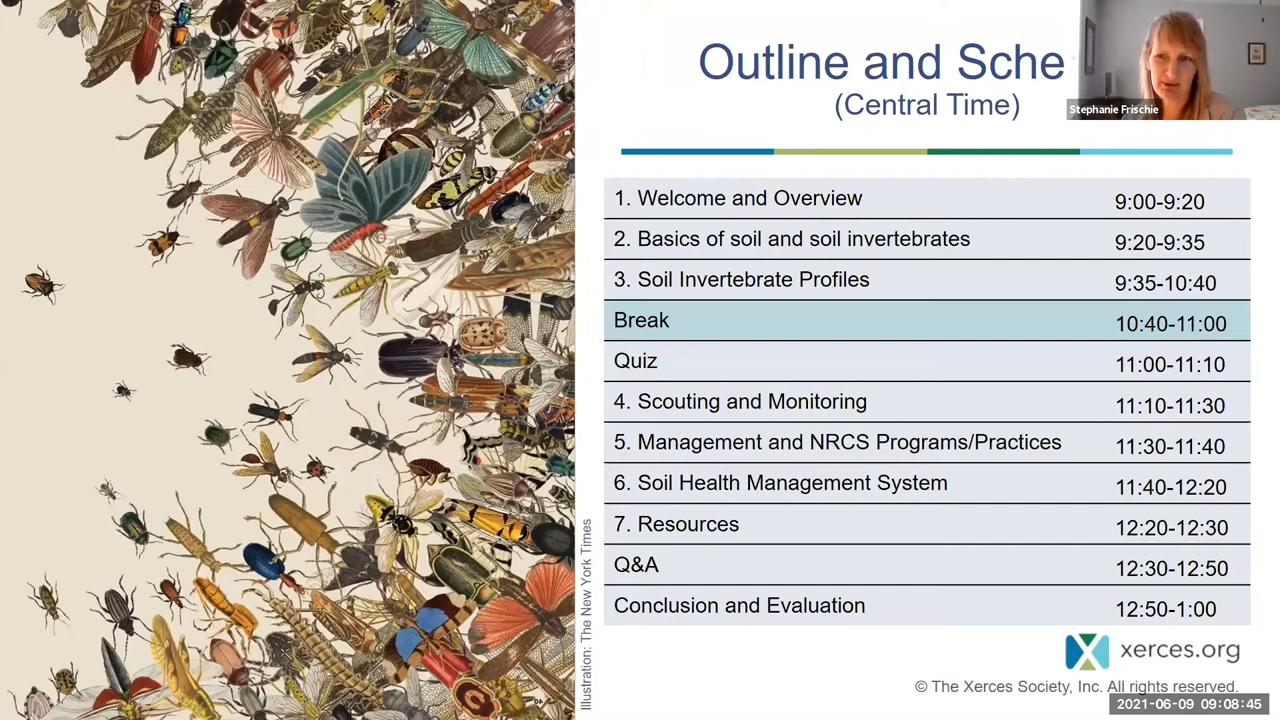 Outline and Sche
(Central Time)
Stephanie Frischie
1. Welcome and Overview 9:00-9:20
2. Basics of soil and soil invertebrates 9:20-9:35
3. Soil Invertebrate Profiles 9:35-10:40
Break 10:40-11:00
Quiz 11:00-11:10
4. Scouting and Monitoring 11:10-11:30
5. Management and NRCS Programs/Practices 11:30-11:40
6. Soil Health Management System 11:40-12:20
7. Resources 12:20-12:30
Q&A 12:30-12:50
Conclusion and Evaluation 12:50-1:00
Illustration: The New York Times
xerces.org
© The Xerces Society, Inc. All rights reserved.
2021-06-09 09:08:45